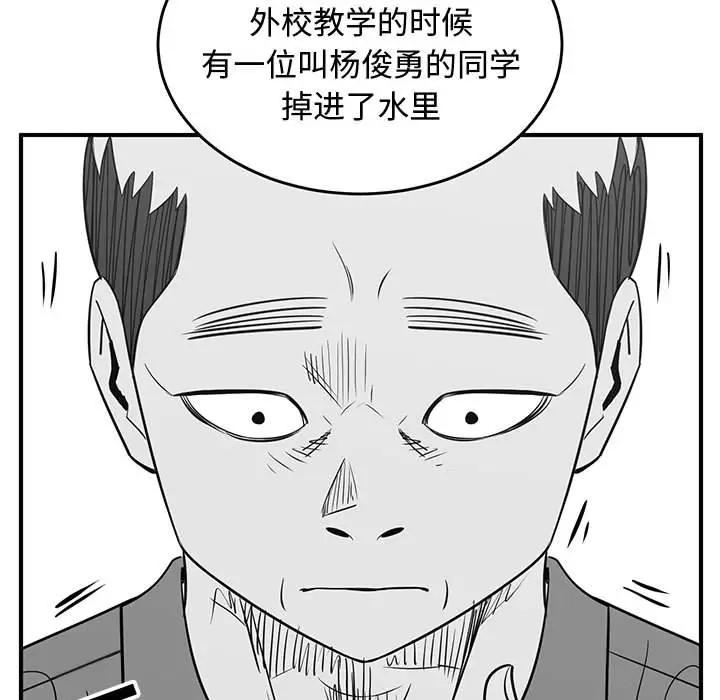 外校教学的时候
有一位叫杨俊勇的同学
掉进了水里